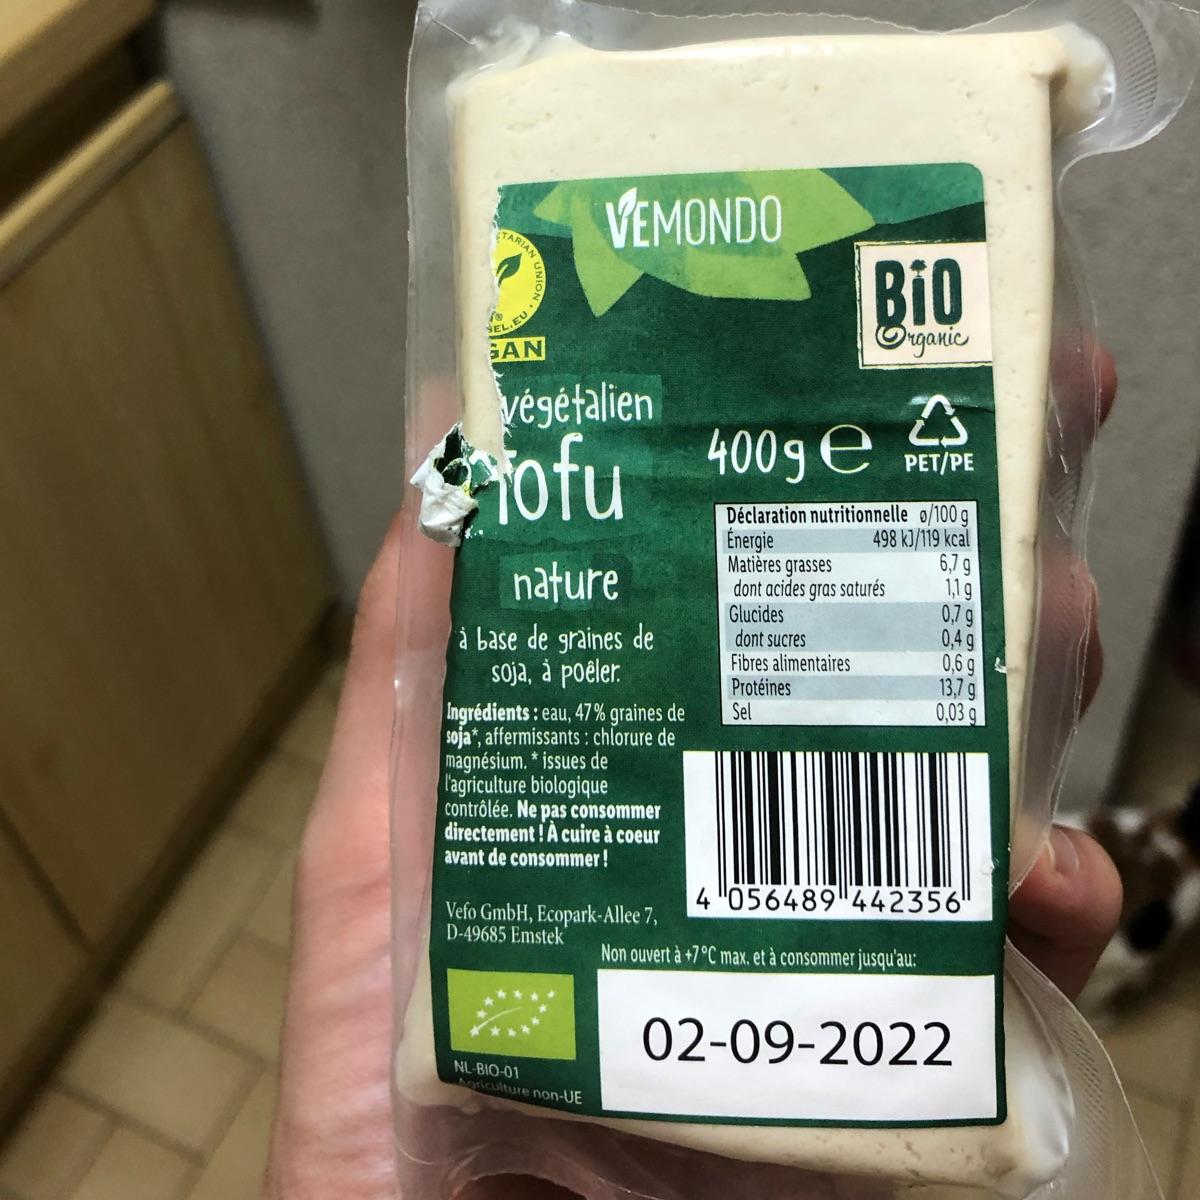 VEMONDO
BiO
Organic
TARIAN UNION
EL.EU
GAN
végétalien
Tofu
nature
à base de graines de
soja, à poêler.
400g e
PET/PE
Déclaration nutritionnelle ø/100 g
Énergie 498 kJ/119 kcal
Matières grasses 6,7 g
dont acides gras saturés 1,1 g
Glucides 0,7 g
dont sucres 0,4 g
Fibres alimentaires 0,6 g
Protéines 13,7 g
Sel 0,03 g
Ingrédients : eau, 47% graines de
soja*, affermissants : chlorure de
magnésium. * issues de
l'agriculture biologique
contrôlée. Ne pas consommer
directement ! À cuire à coeur
avant de consommer !
4 056489 442356
Vefo GmbH, Ecopark-Allee 7,
D-49685 Emstek
Non ouvert à +7°C max. et à consommer jusqu'au:
02-09-2022
NL-BIO-01
Agriculture non-UE